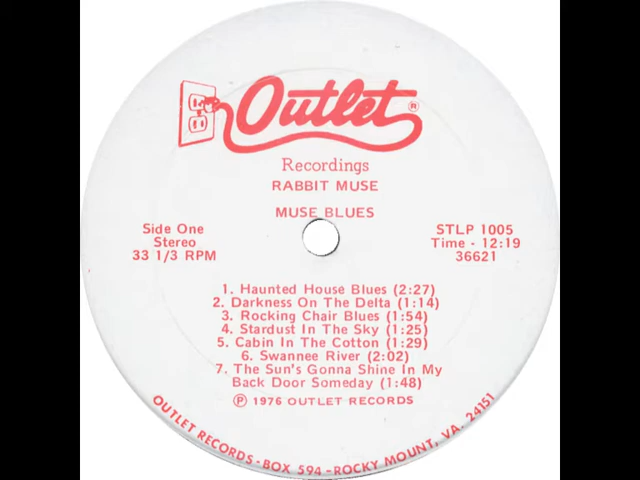 Outlet ®
Recordings
RABBIT MUSE
MUSE BLUES
Side One
Stereo
33 1/3 RPM
STLP 1005
Time - 12:19
36621
1. Haunted House Blues (2:27)
2. Darkness On The Delta (1:14)
3. Rocking Chair Blues (1:54)
4. Stardust In The Sky (1:25)
5. Cabin In The Cotton (1:29)
6. Swannee River (2:02)
7. The Sun's Gonna Shine In My
Back Door Someday (1:48)
℗ 1976 OUTLET RECORDS
OUTLET RECORDS - BOX 594 - ROCKY MOUNT, VA. 24151